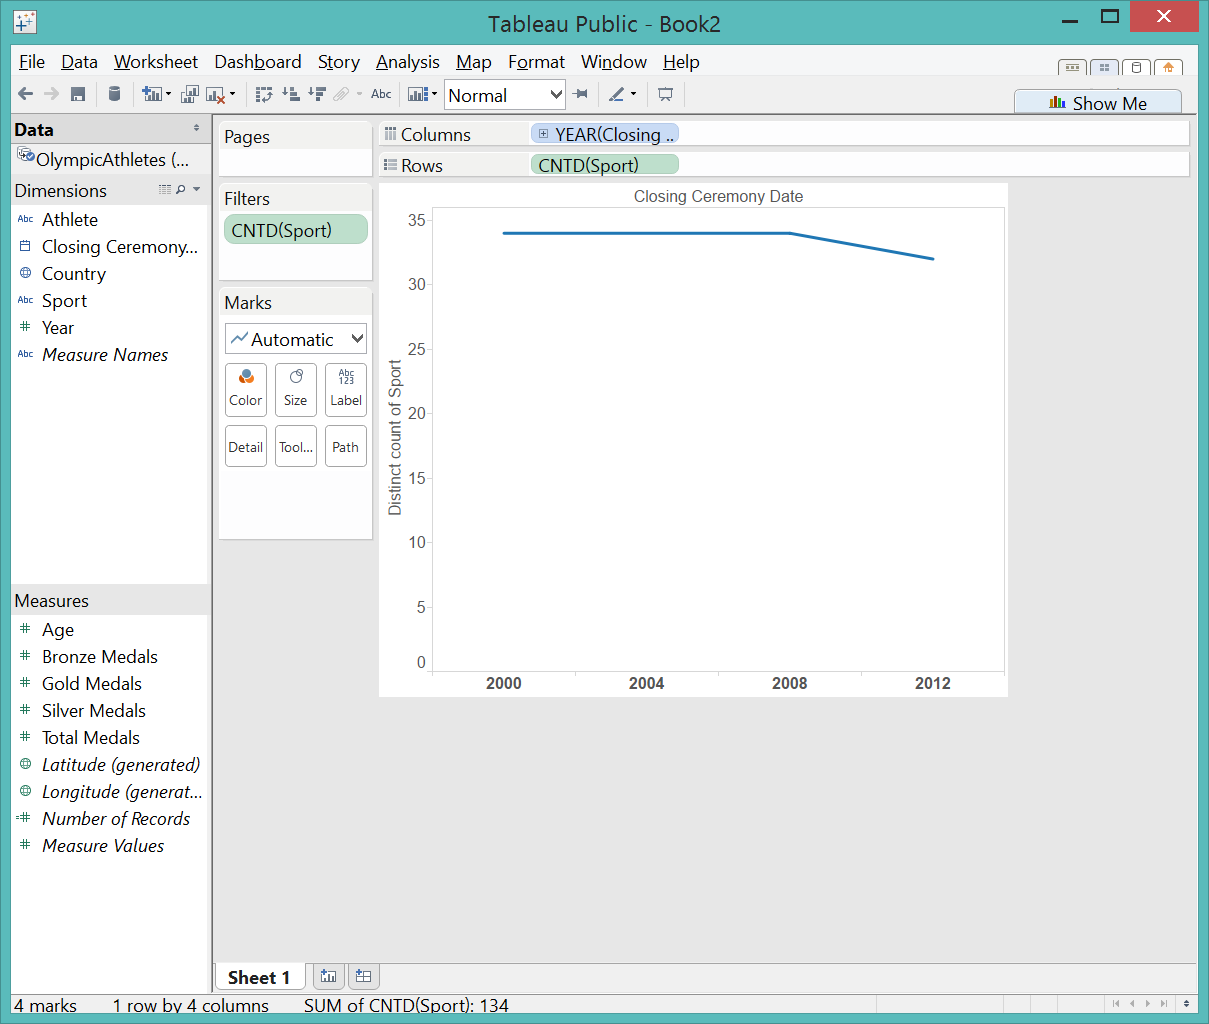 Tableau Public - Book2
File Data Worksheet Dashboard Story Analysis Map Format Window Help
Abc Normal
Show Me
Data
OlympicAthletes (...
Dimensions
Abc Athlete
Closing Ceremony...
Country
Abc Sport
# Year
Abc Measure Names
Measures
# Age
# Bronze Medals
# Gold Medals
# Silver Medals
# Total Medals
Latitude (generated)
Longitude (generat...
=# Number of Records
# Measure Values
Pages
Filters
CNTD(Sport)
Marks
Automatic
Color
Size
Abc
123
Label
Detail
Tool...
Path
Columns YEAR(Closing ..
Rows CNTD(Sport)
Closing Ceremony Date
Distinct count of Sport
35
30
25
20
15
10
5
0
2000 2004 2008 2012
Sheet 1
4 marks 1 row by 4 columns SUM of CNTD(Sport): 134